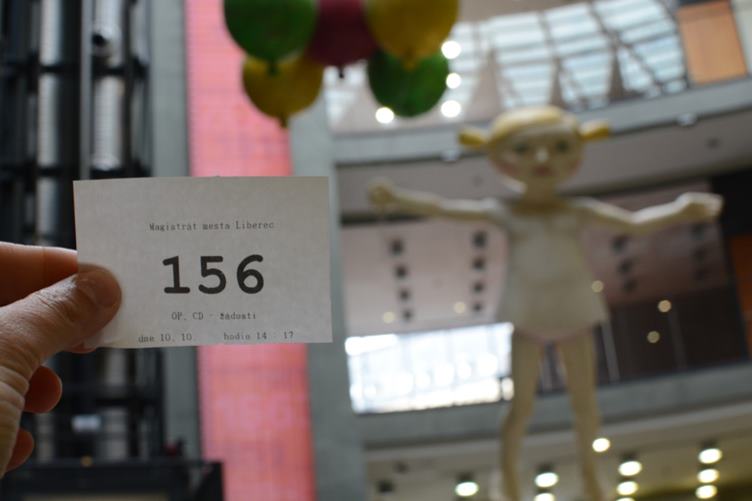 Magistrát mesta Liberec
156
OP, CD - žádosti
dne 10. 10. hodin 14 : 17